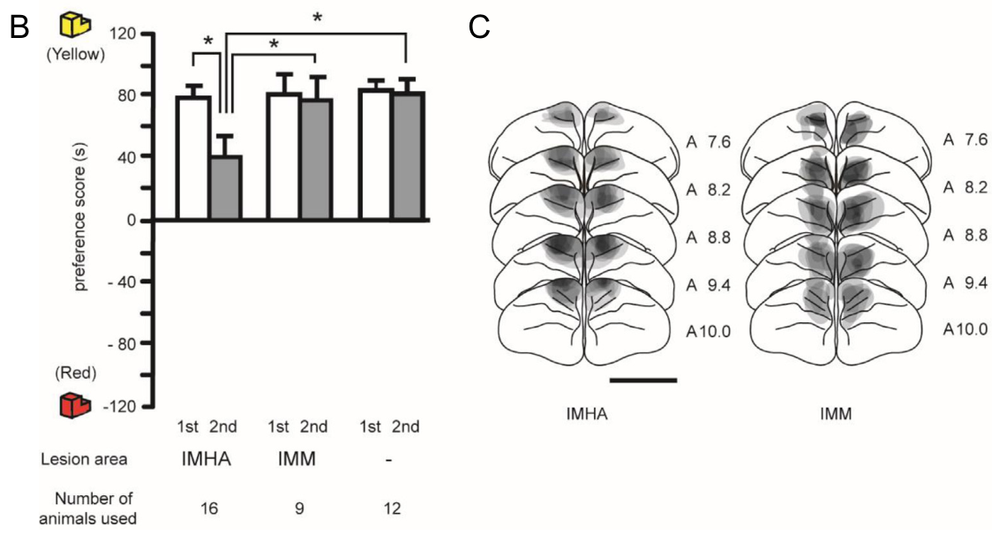 B
C
(Yellow)
120
80
40
0
- 40
- 80
-120
preference score (s)
(Red)
*
*
*
1st 2nd
1st 2nd
1st 2nd
Lesion area
IMHA
IMM
-
Number of
animals used
16
9
12
A 7.6
A 8.2
A 8.8
A 9.4
A10.0
IMHA
A 7.6
A 8.2
A 8.8
A 9.4
A10.0
IMM